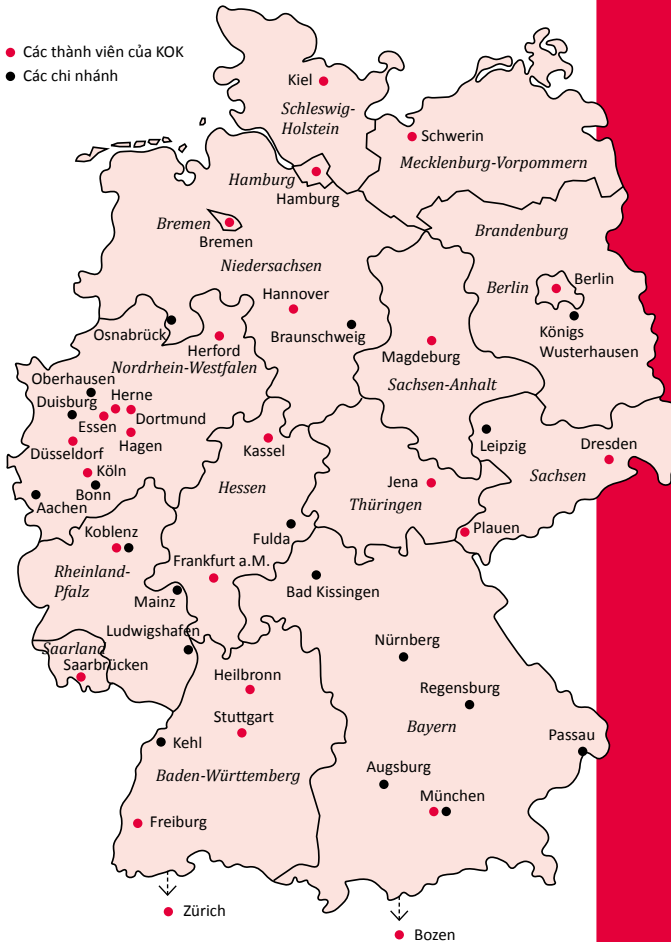 Các thành viên của KOK
Các chi nhánh
Kiel
Schleswig-
Holstein
Schwerin
Mecklenburg-Vorpommern
Hamburg
Hamburg
Bremen
Bremen
Brandenburg
Niedersachsen
Berlin
Berlin
Hannover
Osnabrück
Braunschweig
Königs
Wusterhausen
Herford
Magdeburg
Nordrhein-Westfalen
Sachsen-Anhalt
Oberhausen
Herne
Duisburg
Dortmund
Essen
Hagen
Leipzig
Dresden
Düsseldorf
Kassel
Köln
Sachsen
Bonn
Hessen
Jena
Aachen
Thüringen
Koblenz
Fulda
Plauen
Frankfurt a.M.
Rheinland-
Pfalz
Mainz
Bad Kissingen
Ludwigshafen
Saarland
Nürnberg
Saarbrücken
Heilbronn
Regensburg
Stuttgart
Bayern
Passau
Kehl
Baden-Württemberg
Augsburg
München
Freiburg
Zürich
Bozen